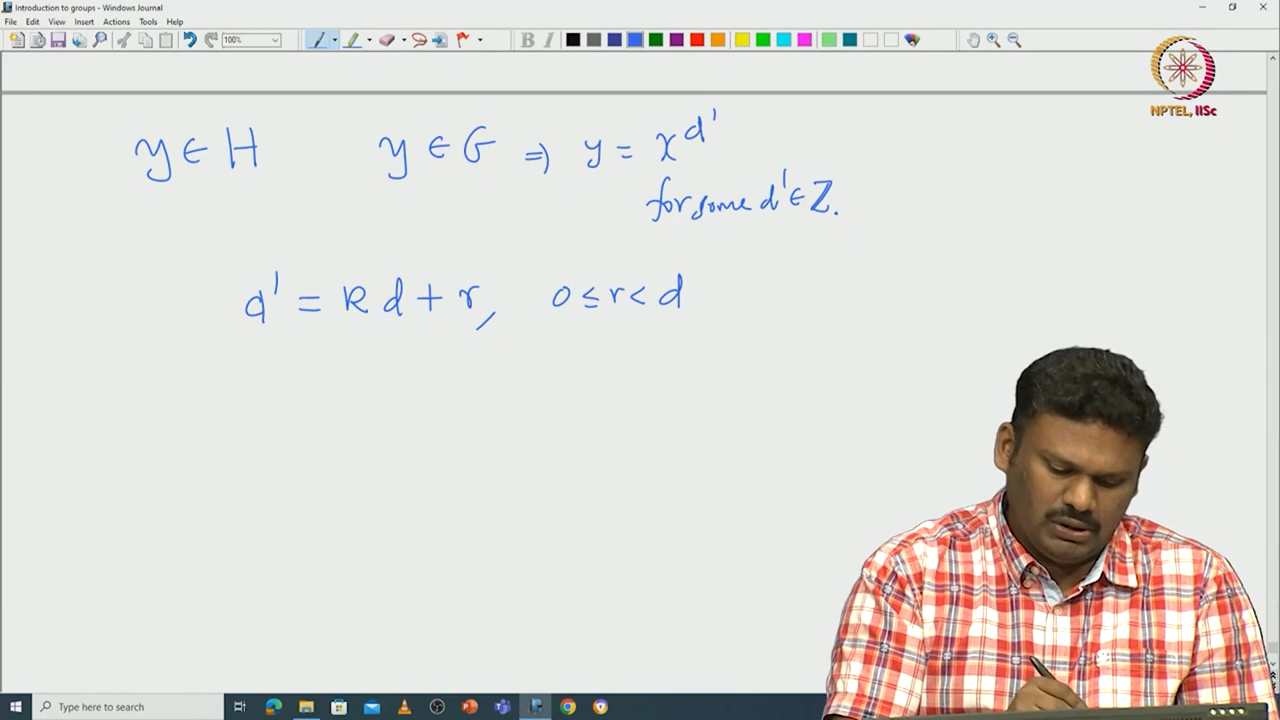 Introduction to groups - Windows Journal
File Edit View Insert Actions Tools Help
100%
B I
NPTEL, IISc
y ∈ H y ∈ G ⇒ y = x^{d'}
for some d' ∈ ℤ.
d' = k d + r, 0 ≤ r < d
Type here to search